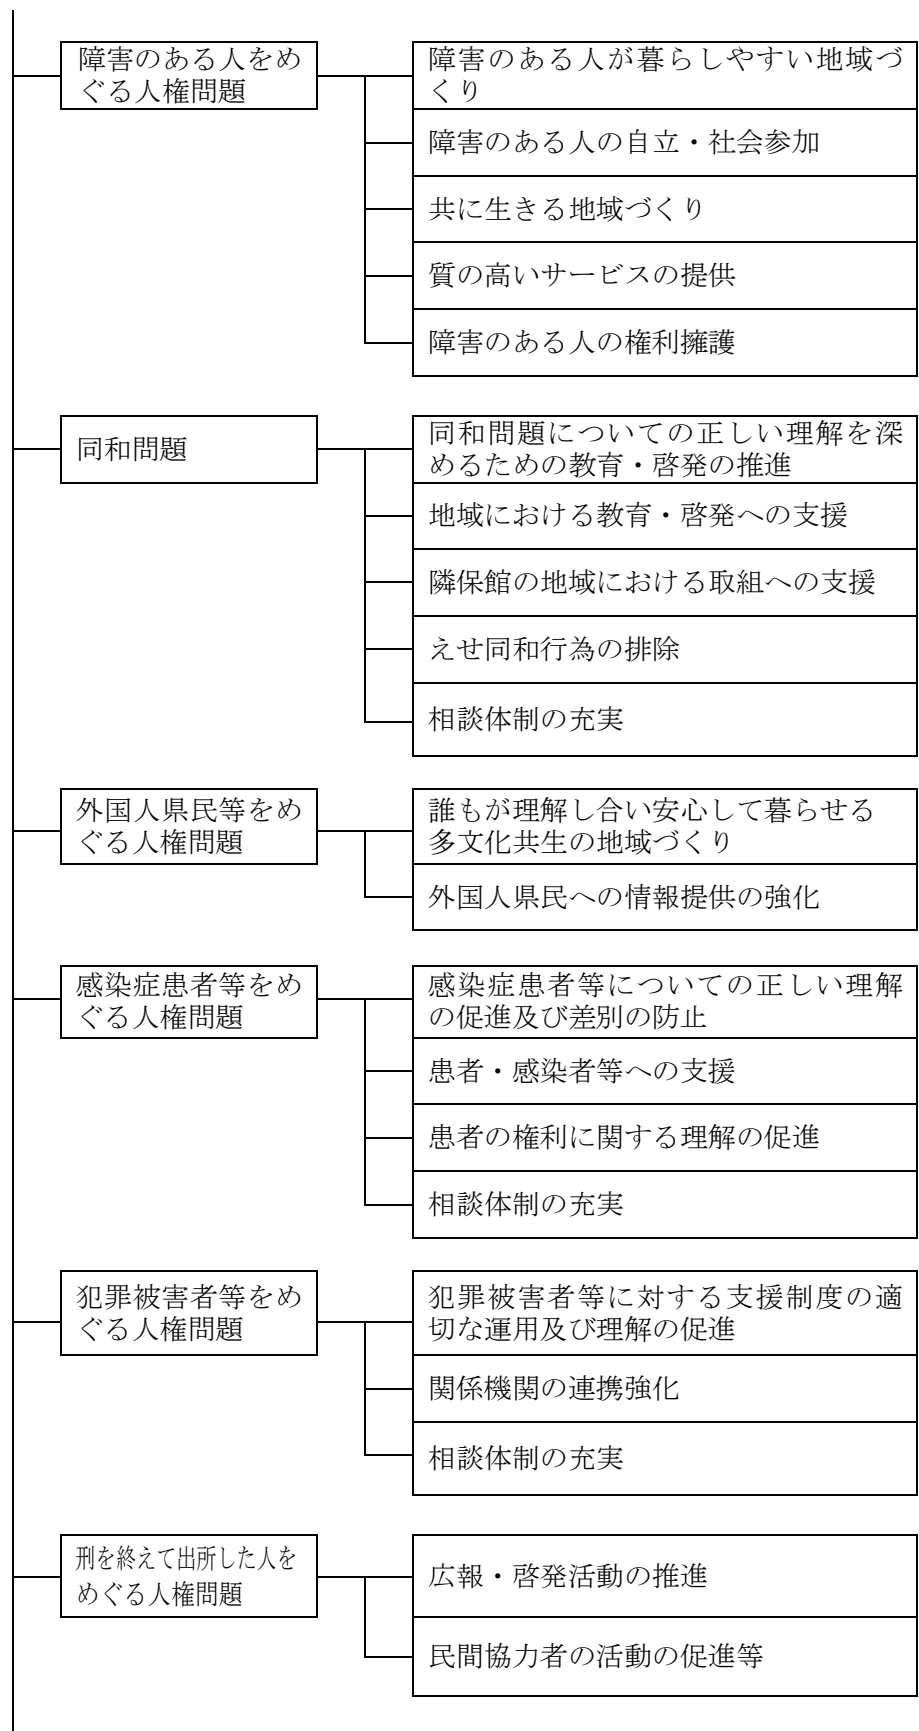 障害のある人をめ
ぐる人権問題
障害のある人が暮らしやすい地域づ
くり
障害のある人の自立・社会参加
共に生きる地域づくり
質の高いサービスの提供
障害のある人の権利擁護
同和問題
同和問題についての正しい理解を深
めるための教育・啓発の推進
地域における教育・啓発への支援
隣保館の地域における取組への支援
えせ同和行為の排除
相談体制の充実
外国人県民等をめ
ぐる人権問題
誰もが理解し合い安心して暮らせる
多文化共生の地域づくり
外国人県民への情報提供の強化
感染症患者等をめ
ぐる人権問題
感染症患者等についての正しい理解
の促進及び差別の防止
患者・感染者等への支援
患者の権利に関する理解の促進
相談体制の充実
犯罪被害者等をめ
ぐる人権問題
犯罪被害者等に対する支援制度の適
切な運用及び理解の促進
関係機関の連携強化
相談体制の充実
刑を終えて出所した人を
めぐる人権問題
広報・啓発活動の推進
民間協力者の活動の促進等